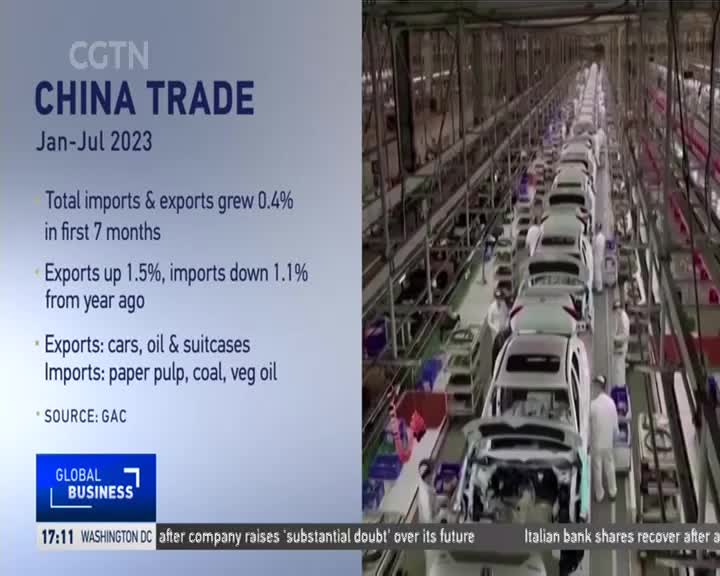 CGTN
CHINA TRADE
Jan-Jul 2023
Total imports & exports grew 0.4%
in first 7 months
Exports up 1.5%, imports down 1.1%
from year ago
Exports: cars, oil & suitcases
Imports: paper pulp, coal, veg oil
SOURCE: GAC
GLOBAL
BUSINESS
17:11 WASHINGTON DC after company raises 'substantial doubt' over its future Italian bank shares recover after a